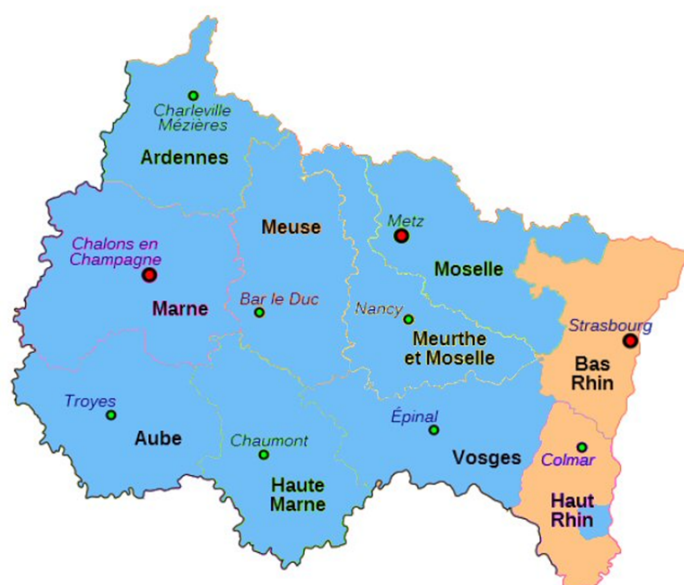 Charleville
Mézières
Ardennes
Meuse
Metz
Chalons en
Champagne
Moselle
Marne
Bar le Duc
Nancy
Strasbourg
Meurthe
et Moselle
Bas
Rhin
Troyes
Épinal
Aube
Chaumont
Vosges
Colmar
Haute
Marne
Haut
Rhin